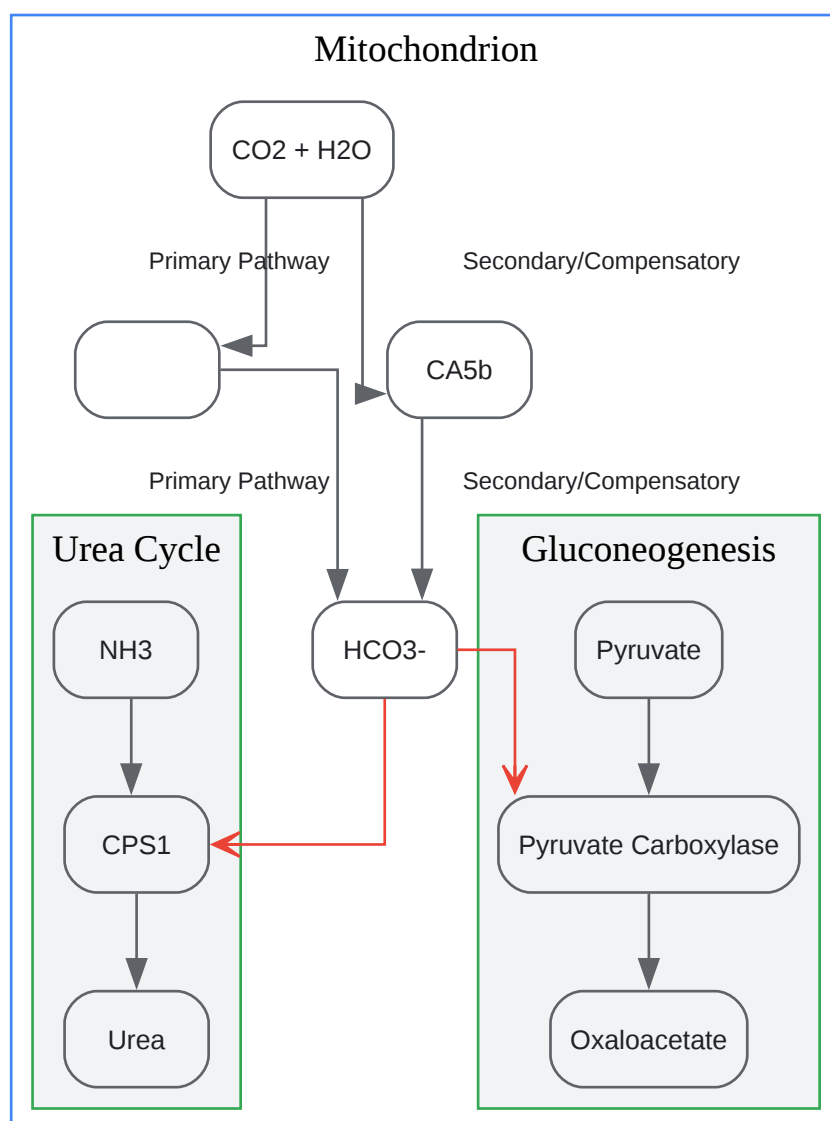 Mitochondrion
CO2 + H2O
Primary Pathway
Secondary/Compensatory
CA5b
Primary Pathway
Secondary/Compensatory
Urea Cycle
Gluconeogenesis
NH3
HCO3-
Pyruvate
CPS1
Pyruvate Carboxylase
Urea
Oxaloacetate